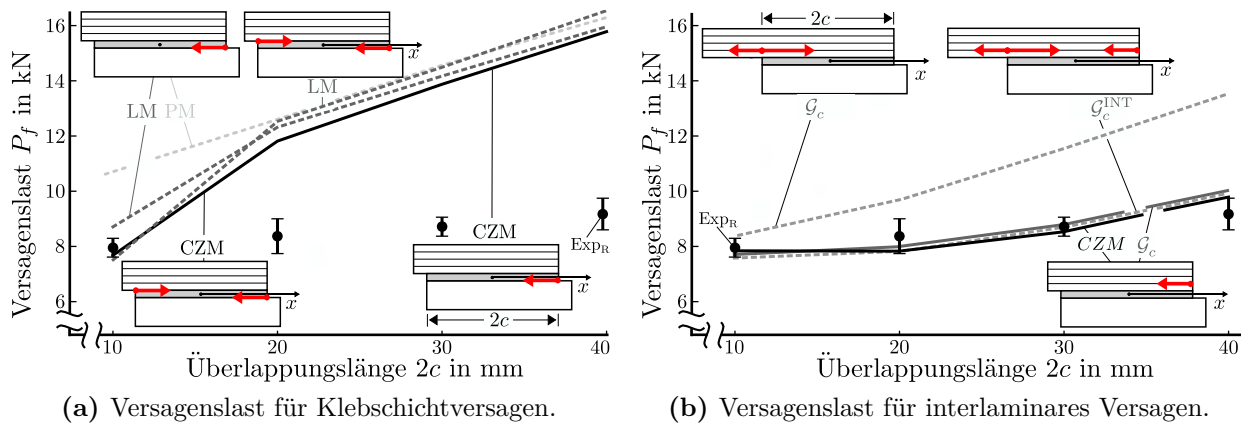 Versagenslast P_f in kN
16
14
12
10
8
6
x
x
LM PM
LM
CZM
CZM
Exp_R
x
x
2c
10 20 30 40
Überlappungslänge 2c in mm
(a) Versagenslast für Klebschichtversagen.
Versagenslast P_f in kN
16
14
12
10
8
6
2c
x
x
𝒢_c
𝒢_c^INT
Exp_R
CZM 𝒢_c
x
10 20 30 40
Überlappungslänge 2c in mm
(b) Versagenslast für interlaminares Versagen.